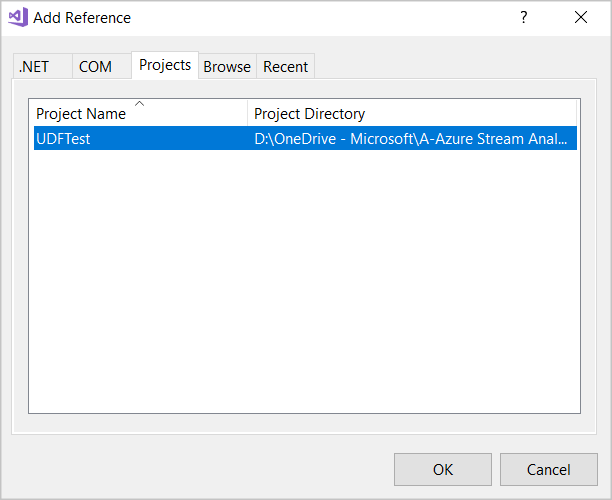 Add Reference ?
.NET COM Projects Browse Recent
Project Name Project Directory
UDFTest D:\OneDrive - Microsoft\A-Azure Stream Anal...
OK Cancel